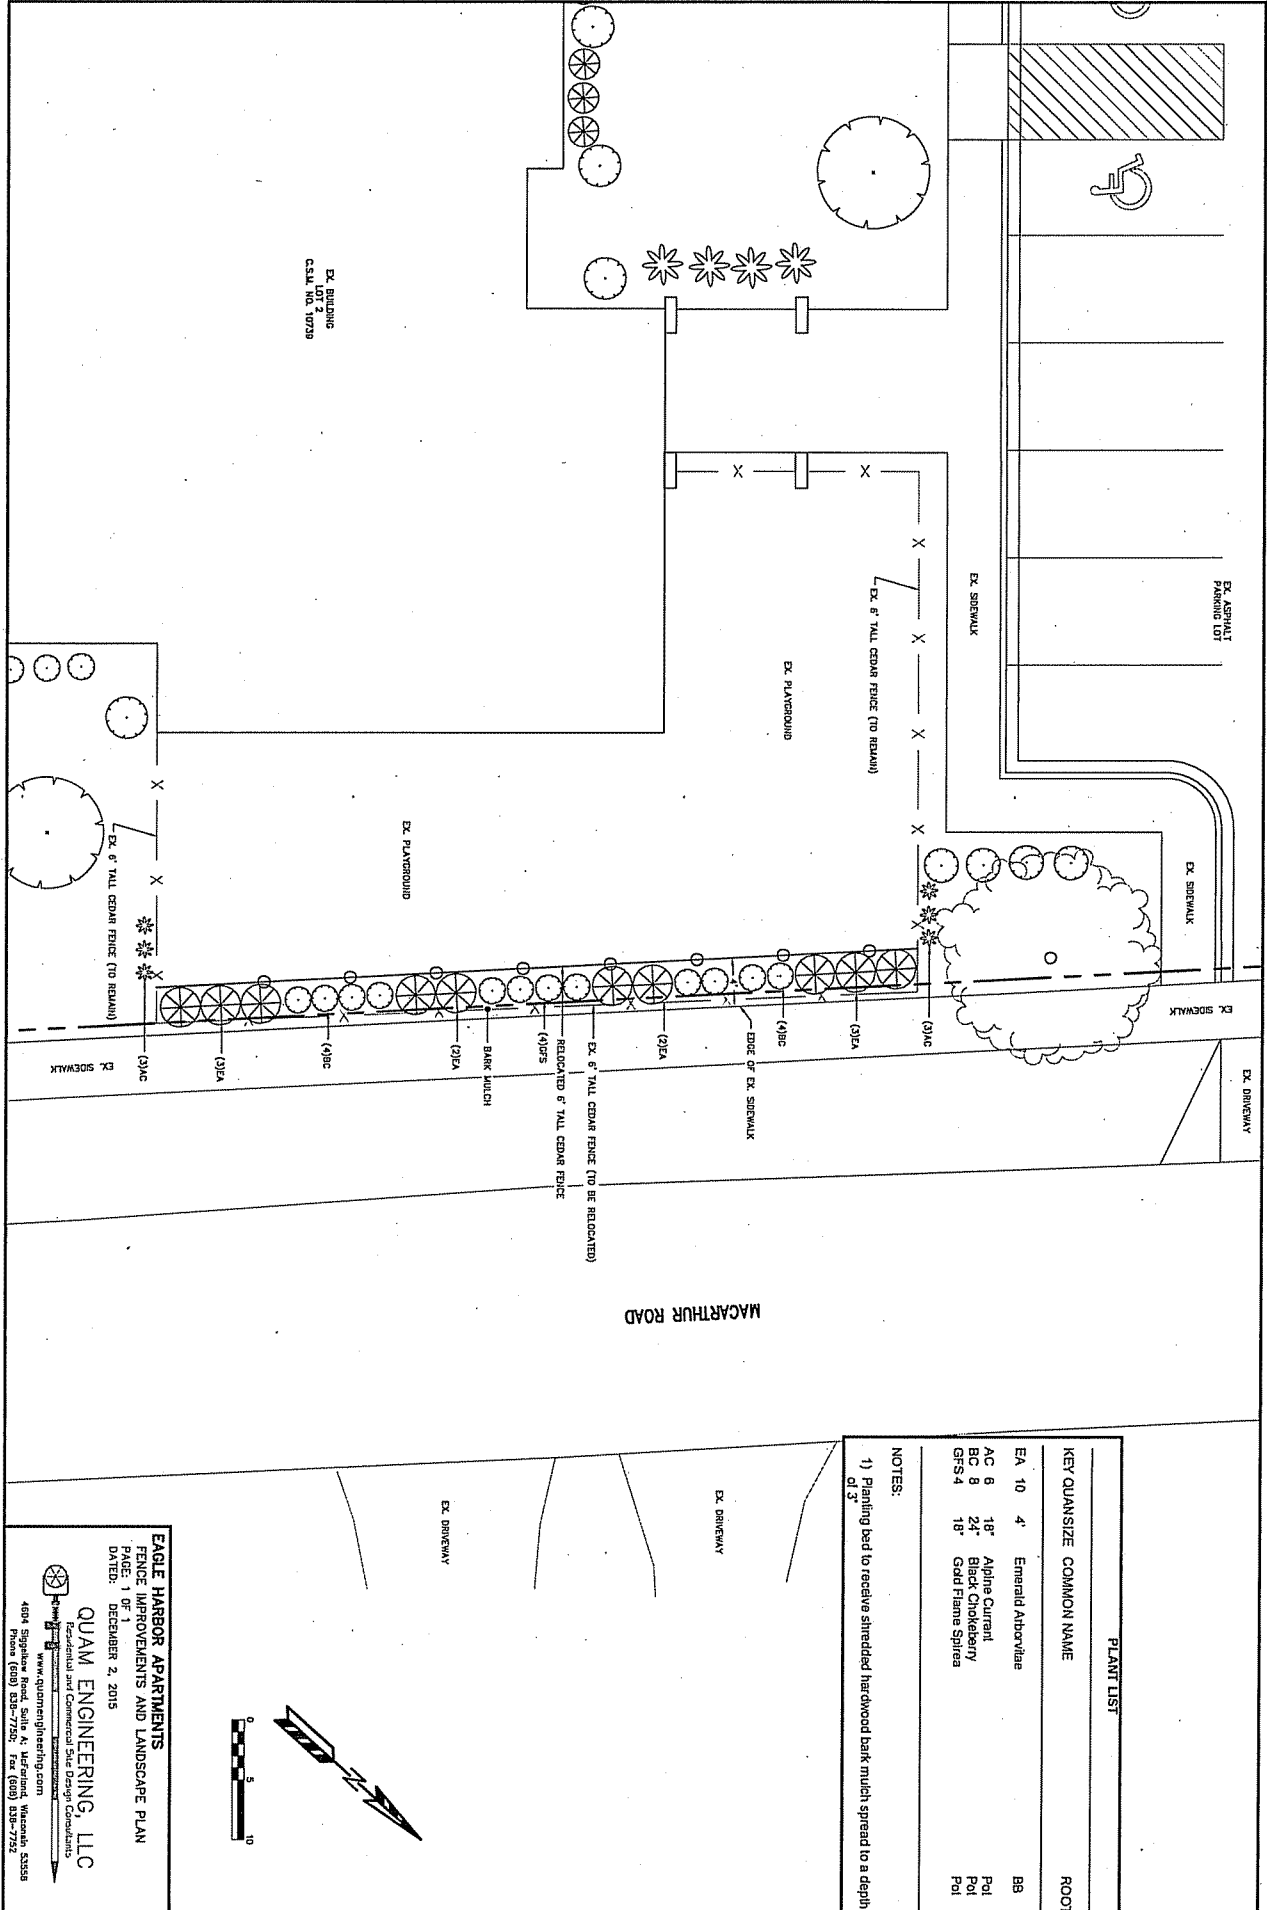 EX. ASPHALT
PARKING LOT
EX. SIDEWALK
EX. SIDEWALK
EX. SIDEWALK
EX. DRIVEWAY
EX. 6' TALL CEDAR FENCE (TO REMAIN)
EX. PLAYGROUND
EX. BUILDING
LOT 2
C.S.M. NO. 10739
EX. PLAYGROUND
EX. 6' TALL CEDAR FENCE (TO REMAIN)
(3)AC
(3)EA
(4)BC
EDGE OF EX. SIDEWALK
(2)EA
EX. 6' TALL CEDAR FENCE (TO BE RELOCATED)
RELOCATED 6' TALL CEDAR FENCE
(4)GFS
BARK MULCH
(2)EA
(4)BC
(3)EA
(3)AC
EX. SIDEWALK
MACARTHUR ROAD
EX. DRIVEWAY
EX. DRIVEWAY
PLANT LIST
KEY QUANSIZE COMMON NAME ROOT
EA 10 4' Emerald Arborvitae BB
AC 6 18" Alpine Currant Pot
BC 8 24" Black Chokeberry Pot
GFS 4 18" Gold Flame Spirea Pot
NOTES:
1) Planting bed to receive shredded hardwood bark mulch spread to a depth
of 3"
N
0 5 10
EAGLE HARBOR APARTMENTS
FENCE IMPROVEMENTS AND LANDSCAPE PLAN
PAGE: 1 OF 1
DATED: DECEMBER 2, 2015
QUAM ENGINEERING, LLC
Residential and Commercial Site Design Consultants
www.quamengineering.com
4604 Siggelkow Road, Suite A; McFarland, Wisconsin 53558
Phone (608) 838-7750; Fax (608) 838-7752